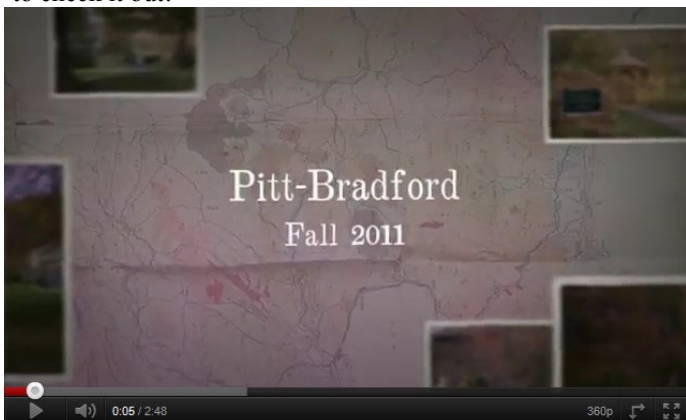 to check it out.
Pitt-Bradford
Fall 2011
0:05 / 2:48
360p